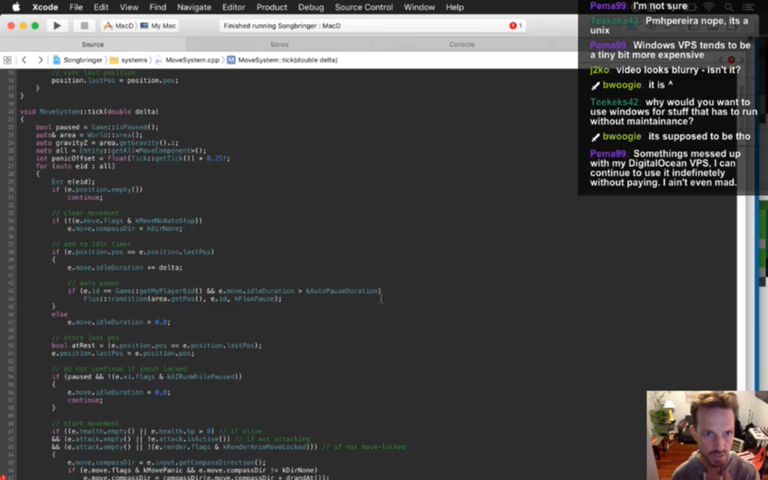 Xcode File Edit View Find Navigate Editor Product Debug Source Control Window Help
MacD My Mac Finished running Songbringer : MacD 1
Source Saves Console
Songbringer systems MoveSystem.cpp MoveSystem::tick(double delta)
// sync last position
position.lastPos = position.pos;
}
}
void MoveSystem::tick(double delta)
{
bool paused = Game::isPaused();
auto& area = World::area();
auto gravityZ = area.getGravity().z;
auto all = Entity::getAll<MoveComponent>();
int panicOffset = float(Tick::getTick()) * 0.25f;
for (auto eid : all)
{
Ent e(eid);
if (e.position.empty())
continue;
// clear movement
if (!(e.move.flags & kMoveNoAutoStop))
e.move.compassDir = kDirNone;
// add to idle timer
if (e.position.pos == e.position.lastPos)
{
e.move.idleDuration += delta;
// auto pause
if (e.id == Game::getMyPlayerEid() && e.move.idleDuration > kAutoPauseDuration)
Flux::transition(area.getPos(), e.id, kFluxPause);
}
else
e.move.idleDuration = 0.0;
// store last pos
bool atRest = (e.position.pos == e.position.lastPos);
e.position.lastPos = e.position.pos;
// do not continue if input locked
if (paused && !(e.ai.flags & kAIRunWhilePaused))
{
e.move.idleDuration = 0.0;
continue;
}
// start movement
if ((e.health.empty() || e.health.hp > 0) // if alive
&& (e.attack.empty() || !e.attack.isActive()) // if not attacking
&& (e.attack.empty() || !(e.render.flags & kRenderAnimMoveLocked))) // if not move-locked
{
e.move.compassDir = e.input.getCompassDirection();
if (e.move.flags & kMovePanic && e.move.compassDir != kDirNone)
Pema99: I'm not sure
Teekeks42: Pmhpereira nope, its a
unix
Pema99: Windows VPS tends to
be a tiny bit more expensive
j2ko: video looks blurry - isn't it?
bwoogie: it is ^
Teekeks42: why would you want to
use windows for stuff that has to run
without maintainance?
bwoogie: its supposed to be tho
Pema99: Somethings messed up
with my DigitalOcean VPS, I can
continue to use it indefinetely
without paying. I ain't even mad.